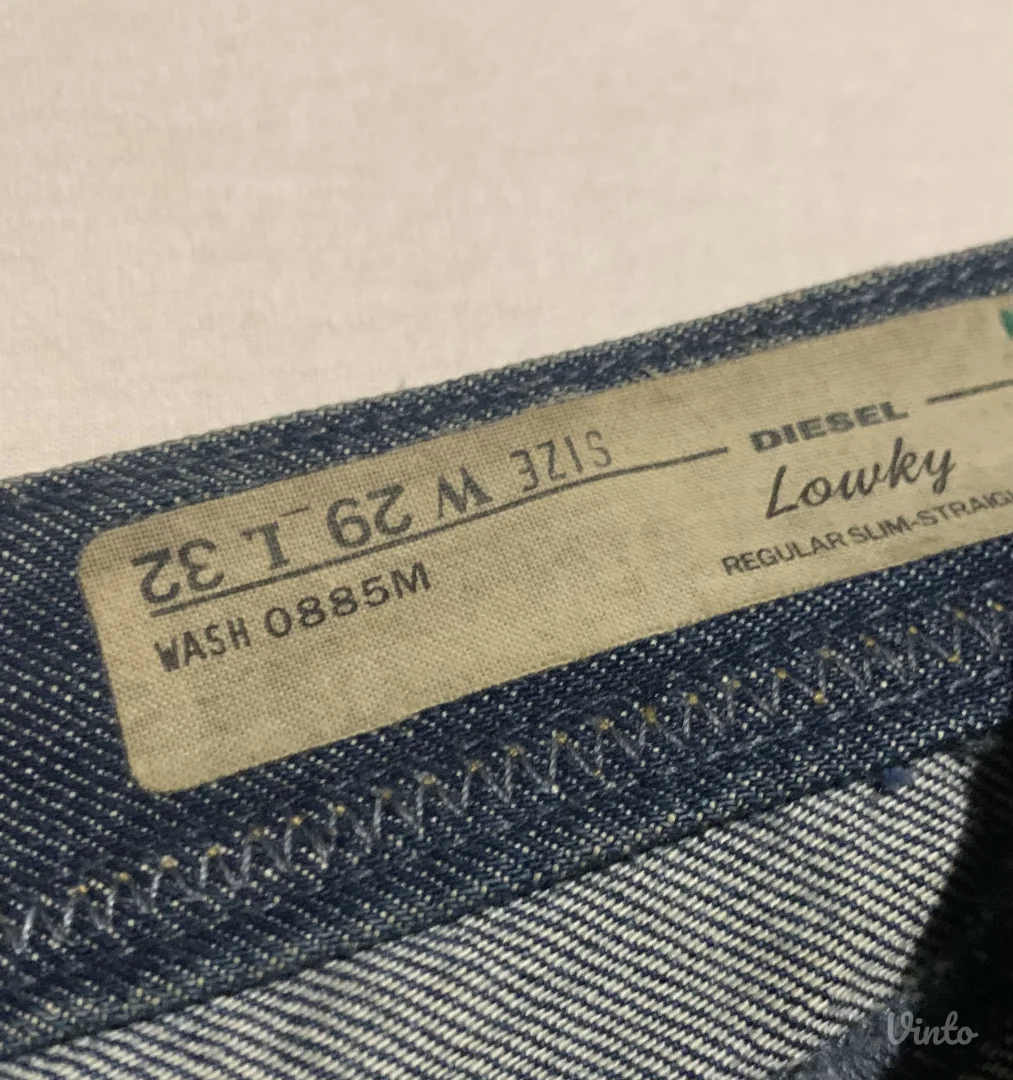 SIZE W 29 L 32
WASH 0885M
DIESEL
Lowky
REGULAR SLIM-STRAIG
Vinto